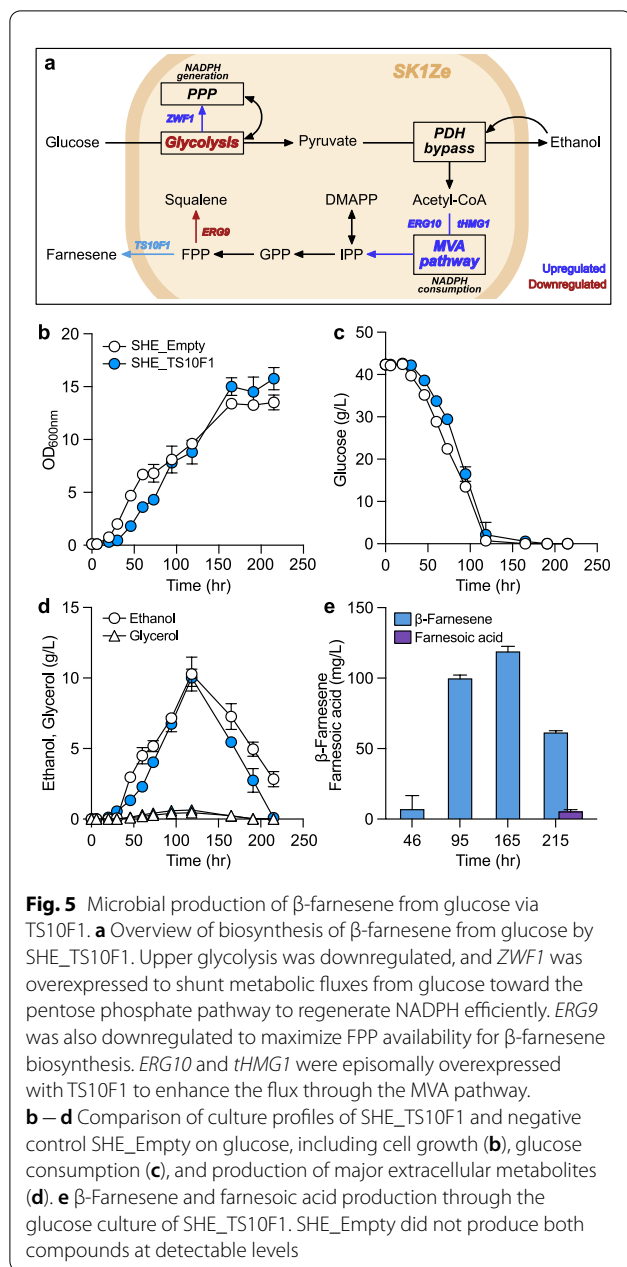 a
SK1Ze
NADPH
generation
PPP
ZWF1
Glucose
Glycolysis
Pyruvate
PDH
bypass
Ethanol
Squalene
DMAPP
Acetyl-CoA
ERG9
ERG10
tHMG1
Farnesene
TS10F1
FPP
GPP
IPP
MVA
pathway
NADPH
consumption
Upregulated
Downregulated
b
SHE_Empty
SHE_TS10F1
OD600nm
20
15
10
5
0
0 50 100 150 200 250
Time (hr)
c
Glucose (g/L)
50
40
30
20
10
0
0 50 100 150 200 250
Time (hr)
d
Ethanol
Glycerol
Ethanol, Glycerol (g/L)
15
10
5
0
0 50 100 150 200 250
Time (hr)
e
β-Farnesene
Farnesoic acid
β-Farnesene
Farnesoic acid (mg/L)
150
100
50
0
46 95 165 215
Time (hr)
Fig. 5 Microbial production of β-farnesene from glucose via
TS10F1. a Overview of biosynthesis of β-farnesene from glucose by
SHE_TS10F1. Upper glycolysis was downregulated, and ZWF1 was
overexpressed to shunt metabolic fluxes from glucose toward the
pentose phosphate pathway to regenerate NADPH efficiently. ERG9
was also downregulated to maximize FPP availability for β-farnesene
biosynthesis. ERG10 and tHMG1 were episomally overexpressed
with TS10F1 to enhance the flux through the MVA pathway.
b – d Comparison of culture profiles of SHE_TS10F1 and negative
control SHE_Empty on glucose, including cell growth (b), glucose
consumption (c), and production of major extracellular metabolites
(d). e β-Farnesene and farnesoic acid production through the
glucose culture of SHE_TS10F1. SHE_Empty did not produce both
compounds at detectable levels